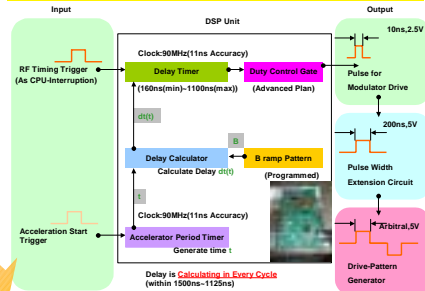 Input
DSP Unit
Output
Clock:90MHz(11ns Accuracy)
10ns,2.5V
RF Timing Trigger
(As CPU-Interruption)
Delay Timer
Duty Control Gate
Pulse for
Modulator Drive
(160ns(min)~1100ns(max))
(Advanced Plan)
dt(t)
200ns,5V
B
Delay Calculator
B ramp Pattern
Calculate Delay dt(t)
(Programmed)
Pulse Width
Extension Circuit
t
Clock:90MHz(11ns Accuracy)
Arbitral,5V
Acceleration Start
Trigger
Accelerator Period Timer
Generate time t
Drive-Pattern
Generator
Delay is Calculating in Every Cycle
(within 1500ns~1125ns)